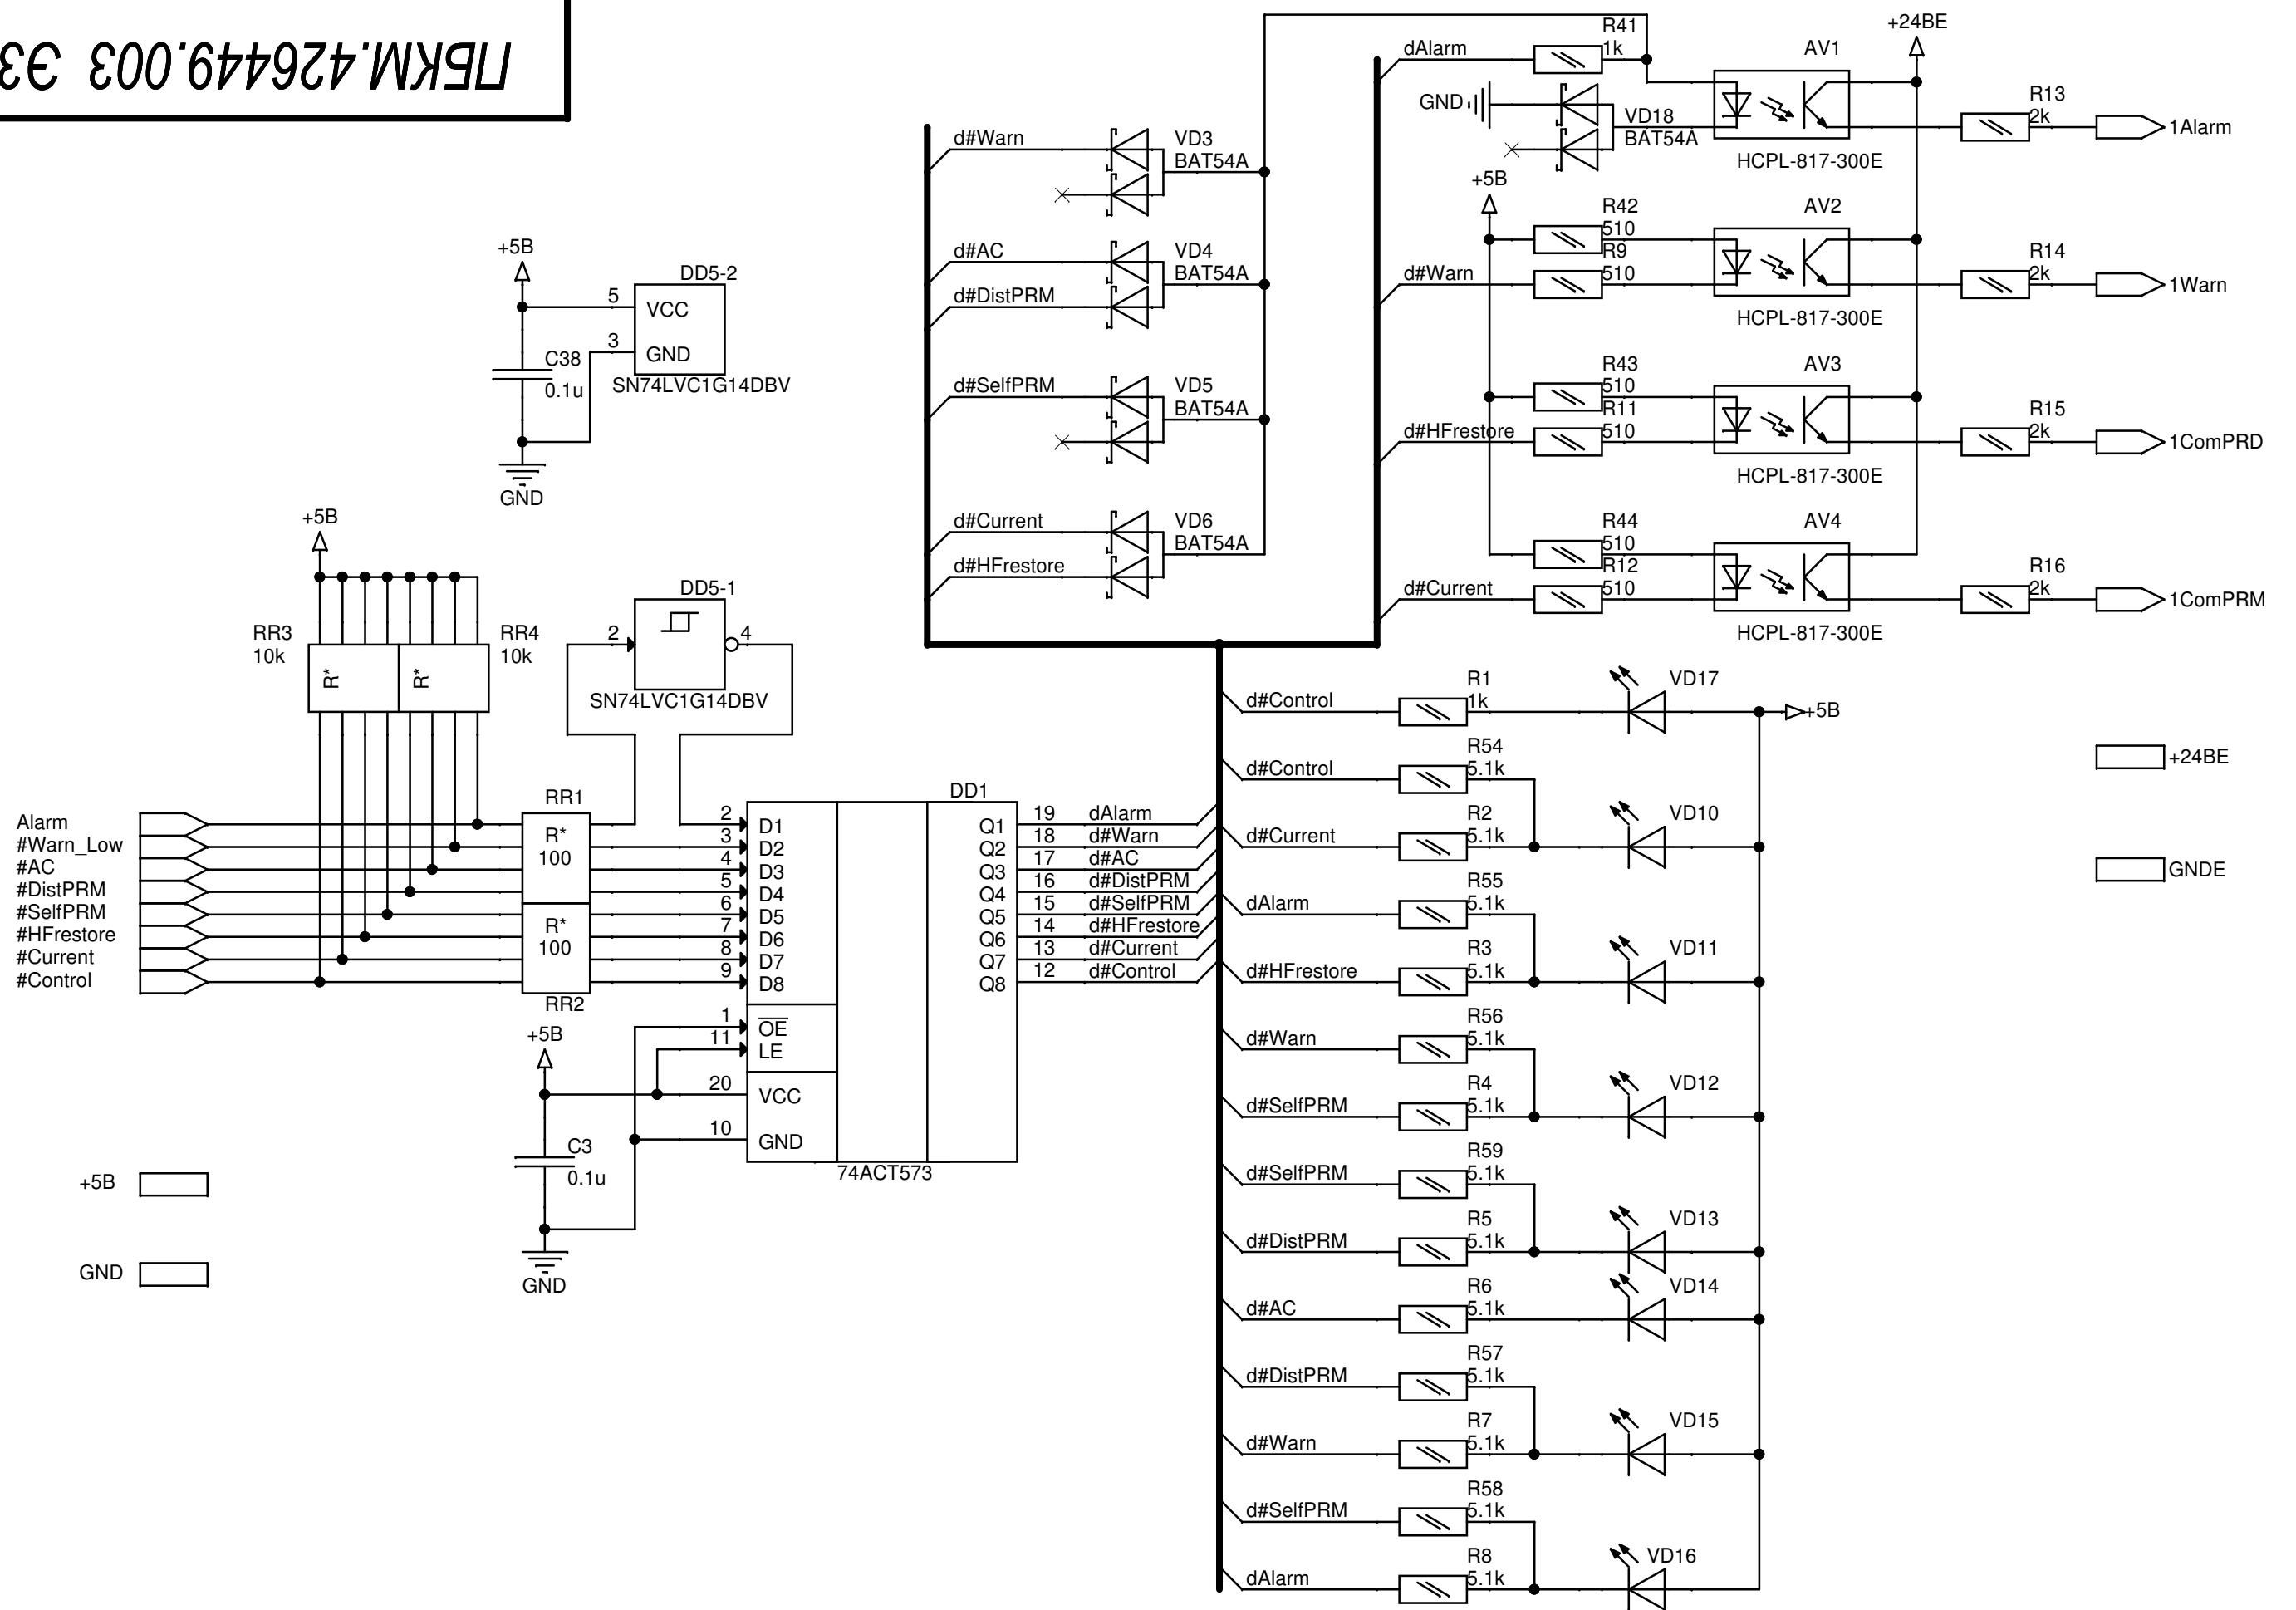 ПБКМ.426449.003 ЭЗ
R41
1k
dAlarm
AV1
+24BE
GND
VD18
BAT54A
HCPL-817-300E
R13
2k
1Alarm
d#Warn
VD3
BAT54A
+5B
R42
510
R9
510
d#Warn
AV2
HCPL-817-300E
R14
2k
1Warn
d#AC
d#DistPRM
VD4
BAT54A
+5B
DD5-2
5
VCC
3
GND
C38
0.1u
SN74LVC1G14DBV
GND
R43
510
R11
510
d#HFrestore
AV3
HCPL-817-300E
R15
2k
1ComPRD
d#SelfPRM
VD5
BAT54A
d#Current
d#HFrestore
VD6
BAT54A
R44
510
R12
510
d#Current
AV4
HCPL-817-300E
R16
2k
1ComPRM
+5B
RR3
10k
R*
R*
RR4
10k
DD5-1
2
4
SN74LVC1G14DBV
d#Control
R1
1k
VD17
+5B
d#Control
R54
5.1k
d#Current
R2
5.1k
VD10
dAlarm
R55
5.1k
d#HFrestore
R3
5.1k
VD11
d#Warn
R56
5.1k
d#SelfPRM
R4
5.1k
VD12
d#SelfPRM
R59
5.1k
d#DistPRM
R5
5.1k
VD13
d#AC
R6
5.1k
VD14
d#DistPRM
R57
5.1k
d#Warn
R7
5.1k
VD15
d#SelfPRM
R58
5.1k
dAlarm
R8
5.1k
VD16
+24BE
GNDE
Alarm
#Warn_Low
#AC
#DistPRM
#SelfPRM
#HFrestore
#Current
#Control
RR1
R*
100
R*
100
RR2
DD1
2 D1 Q1 19 dAlarm
3 D2 Q2 18 d#Warn
4 D3 Q3 17 d#AC
5 D4 Q4 16 d#DistPRM
6 D5 Q5 15 d#SelfPRM
7 D6 Q6 14 d#HFrestore
8 D7 Q7 13 d#Current
9 D8 Q8 12 d#Control
1 OE
11 LE
20 VCC
10 GND
74ACT573
+5B
C3
0.1u
GND
+5B
GND